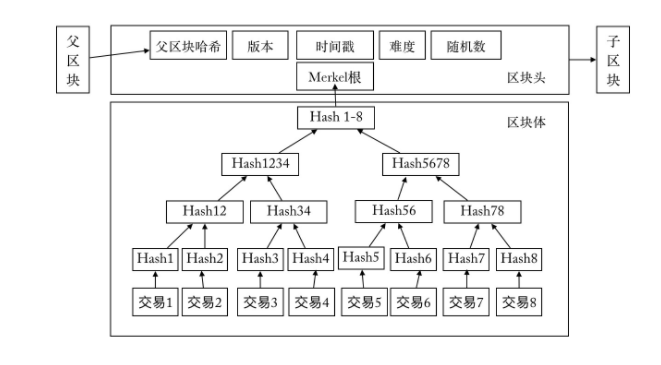 父区块
父区块哈希
版本
时间戳
难度
随机数
子区块
Merkel根
区块头
Hash 1-8
区块体
Hash1234
Hash5678
Hash12
Hash34
Hash56
Hash78
Hash1
Hash2
Hash3
Hash4
Hash5
Hash6
Hash7
Hash8
交易1
交易2
交易3
交易4
交易5
交易6
交易7
交易8